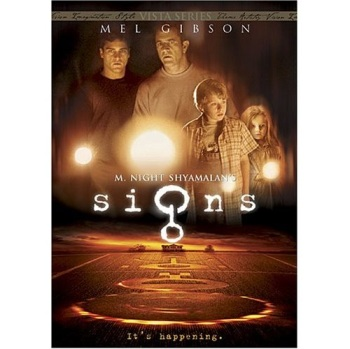 VISTA SERIES
MEL GIBSON
M. NIGHT SHYAMALAN'S
signs
It's happening.